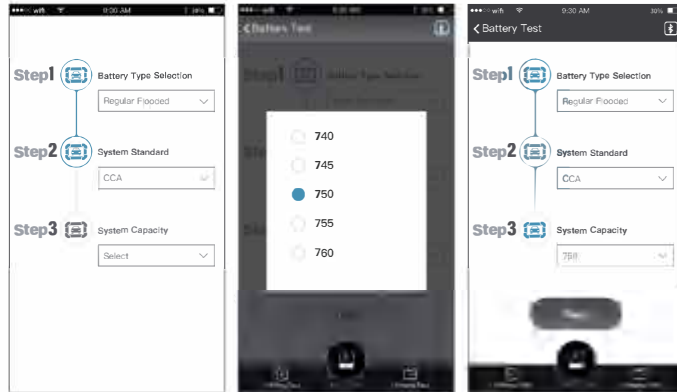 wifi 9:30 AM 30%
Step1 Battery Type Selection
Regular Flooded
Step2 System Standard
CCA
Step3 System Capacity
Select
Battery Test
740
745
750
755
760
wifi 9:30 AM 30%
Battery Test
Step1 Battery Type Selection
Regular Flooded
Step2 System Standard
CCA
Step3 System Capacity
750